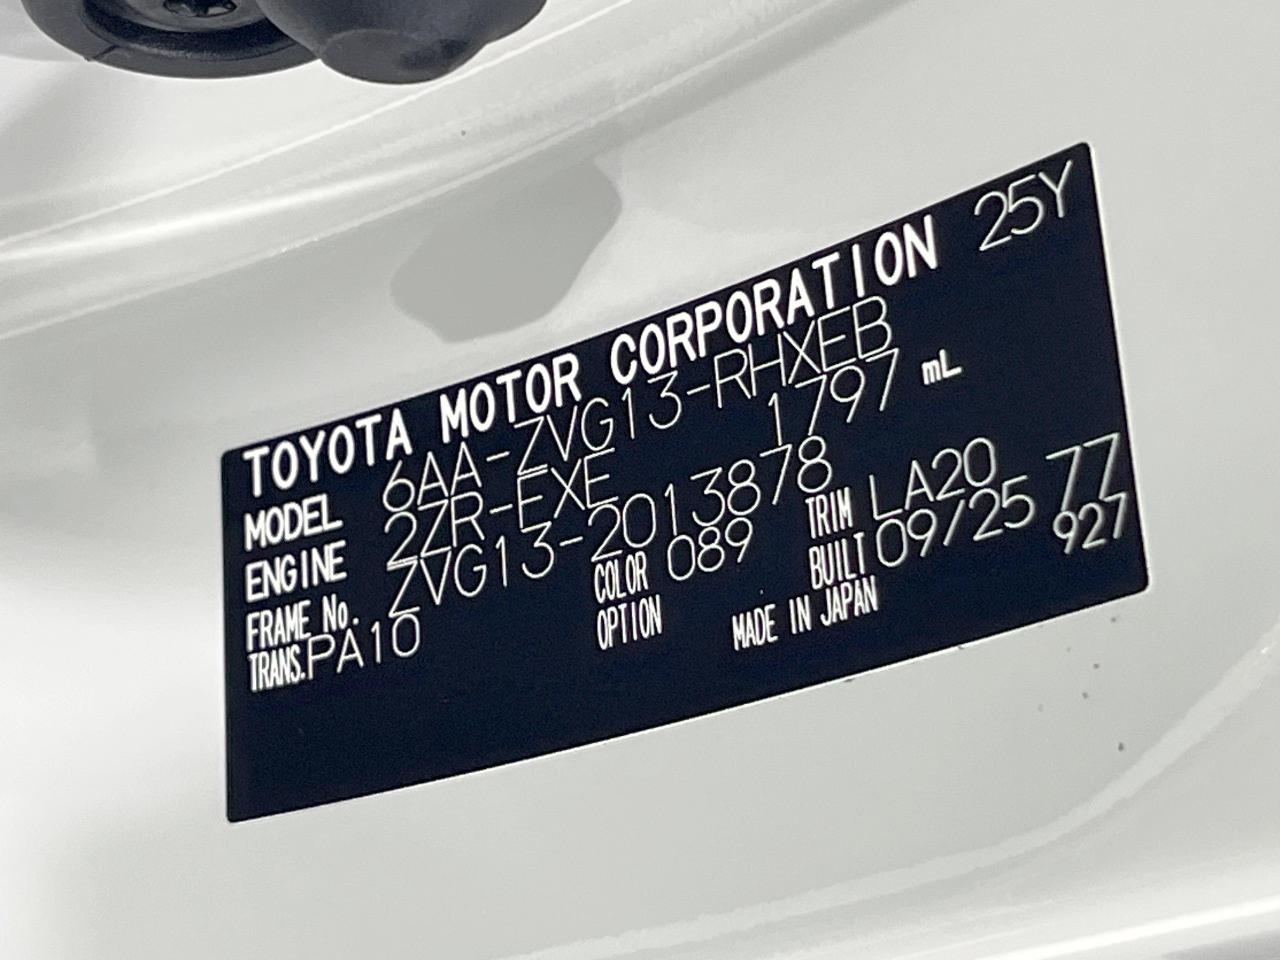 TOYOTA MOTOR CORPORATION 25Y
MODEL 6AA-ZVG13-RHXEB
ENGINE 2ZR-FXE 1797 mL
FRAME No. ZVG13-2013878
TRANS. PA10 COLOR 089 TRIM LA20 77
OPTION BUILT 09/25 927
MADE IN JAPAN